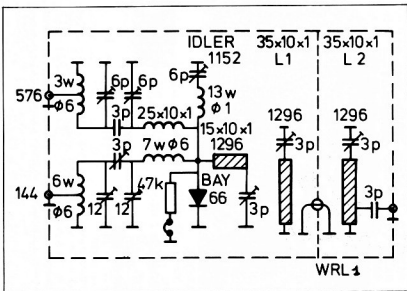 IDLER
1152
35x10x1
L1
35x10x1
L2
3w
6p
6p
6p
576
ϕ6
13w
ϕ1
3p
25x10x1
15x10x1
1296
1296
1296
3p
7wϕ6
3p
3p
6w
47k
BAY
66
3p
3p
144
ϕ6
12
12
WRL1